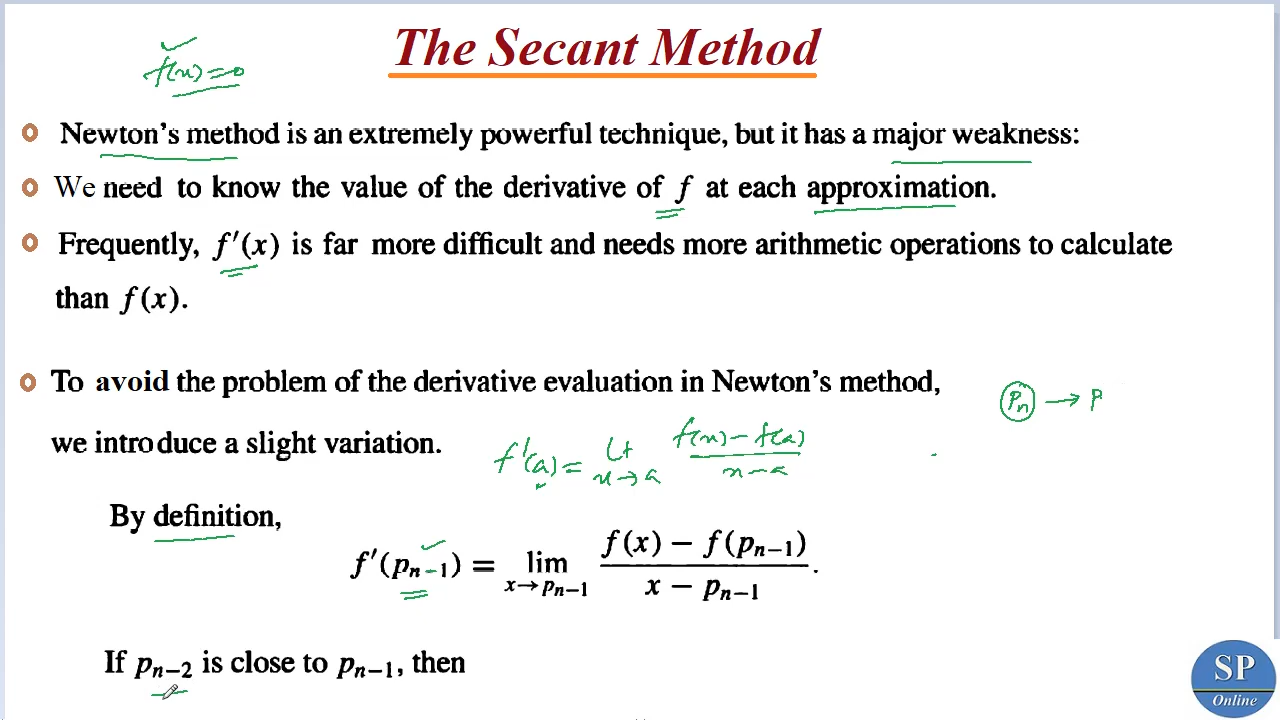 The Secant Method
f(x)=0
Newton's method is an extremely powerful technique, but it has a major weakness:
We need to know the value of the derivative of f at each approximation.
Frequently, f′(x) is far more difficult and needs more arithmetic operations to calculate
than f(x).
To avoid the problem of the derivative evaluation in Newton's method,
Pn → P
we introduce a slight variation.
f'(a) = Lt x→a f(x) − f(a) / x − a
By definition,
f′(pn−1) = lim x→pn−1 f(x) − f(pn−1) / x − pn−1.
If pn−2 is close to pn−1, then
SP
Online